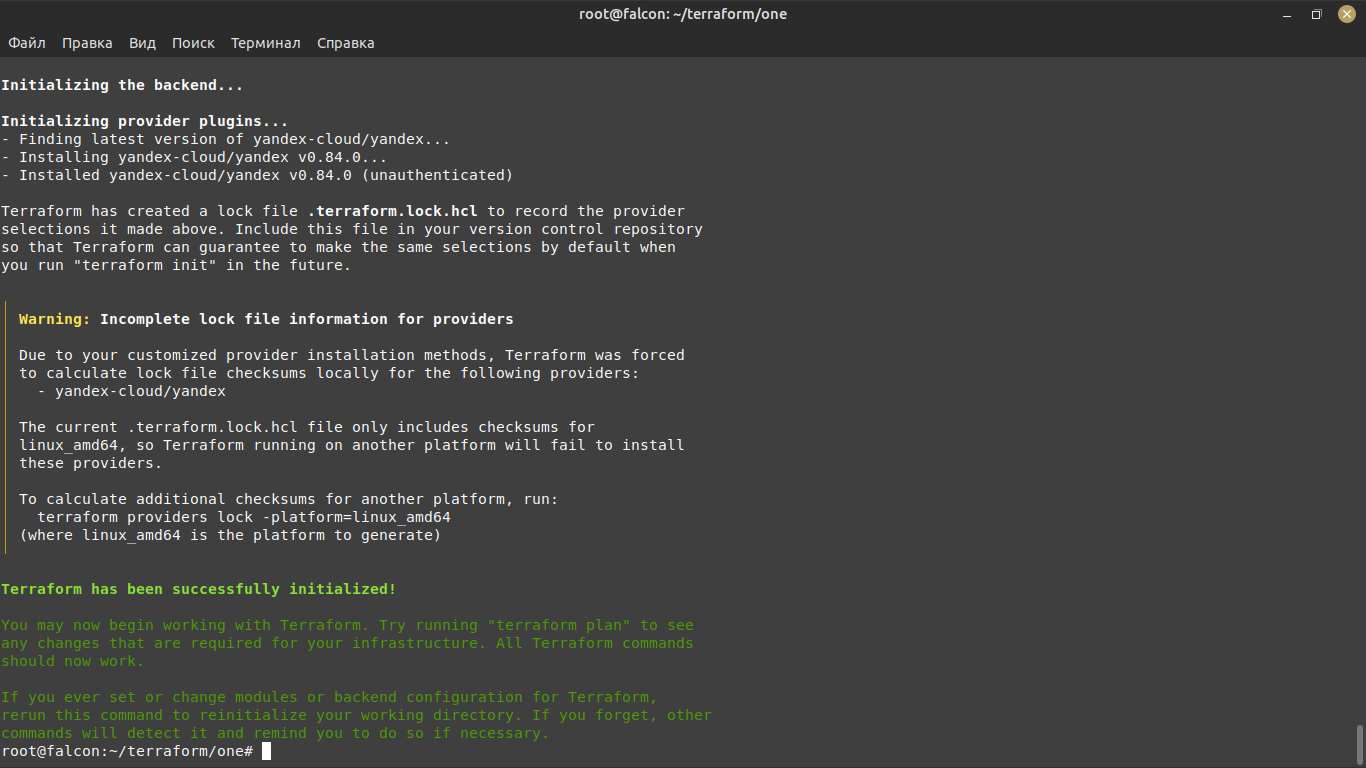 root@falcon: ~/terraform/one
Файл Правка Вид Поиск Терминал Справка
Initializing the backend...
Initializing provider plugins...
- Finding latest version of yandex-cloud/yandex...
- Installing yandex-cloud/yandex v0.84.0...
- Installed yandex-cloud/yandex v0.84.0 (unauthenticated)
Terraform has created a lock file .terraform.lock.hcl to record the provider
selections it made above. Include this file in your version control repository
so that Terraform can guarantee to make the same selections by default when
you run "terraform init" in the future.
Warning: Incomplete lock file information for providers
Due to your customized provider installation methods, Terraform was forced
to calculate lock file checksums locally for the following providers:
- yandex-cloud/yandex
The current .terraform.lock.hcl file only includes checksums for
linux_amd64, so Terraform running on another platform will fail to install
these providers.
To calculate additional checksums for another platform, run:
terraform providers lock -platform=linux_amd64
(where linux_amd64 is the platform to generate)
Terraform has been successfully initialized!
You may now begin working with Terraform. Try running "terraform plan" to see
any changes that are required for your infrastructure. All Terraform commands
should now work.
If you ever set or change modules or backend configuration for Terraform,
rerun this command to reinitialize your working directory. If you forget, other
commands will detect it and remind you to do so if necessary.
root@falcon:~/terraform/one#